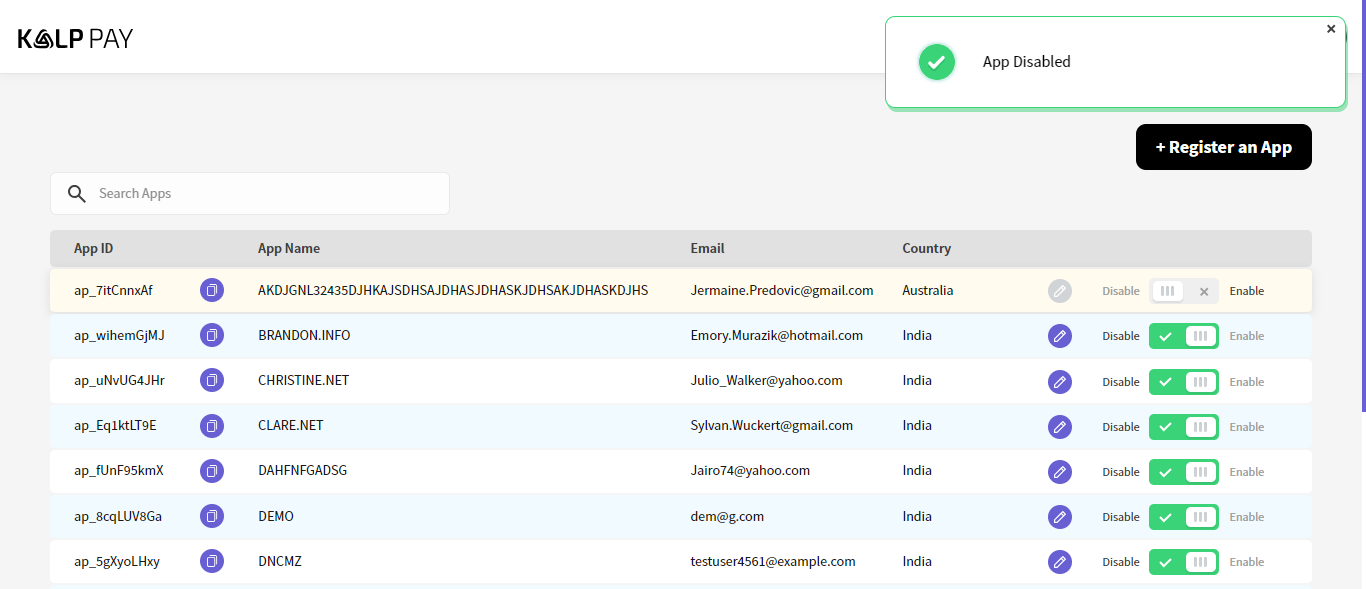 KALP PAY
App Disabled
+ Register an App
Search Apps
App ID App Name Email Country
ap_7itCnnxAf AKDJGNL32435DJHKAJSDHSAJDHASJDHASKJDHSAKJDHASKDJHS Jermaine.Predovic@gmail.com Australia Disable Enable
ap_wihemGjMJ BRANDON.INFO Emory.Murazik@hotmail.com India Disable Enable
ap_uNvUG4JHr CHRISTINE.NET Julio_Walker@yahoo.com India Disable Enable
ap_Eq1ktLT9E CLARE.NET Sylvan.Wuckert@gmail.com India Disable Enable
ap_fUnF95kmX DAHFNFGADSG Jairo74@yahoo.com India Disable Enable
ap_8cqLUV8Ga DEMO dem@g.com India Disable Enable
ap_5gXyoLHxy DNCMZ testuser4561@example.com India Disable Enable